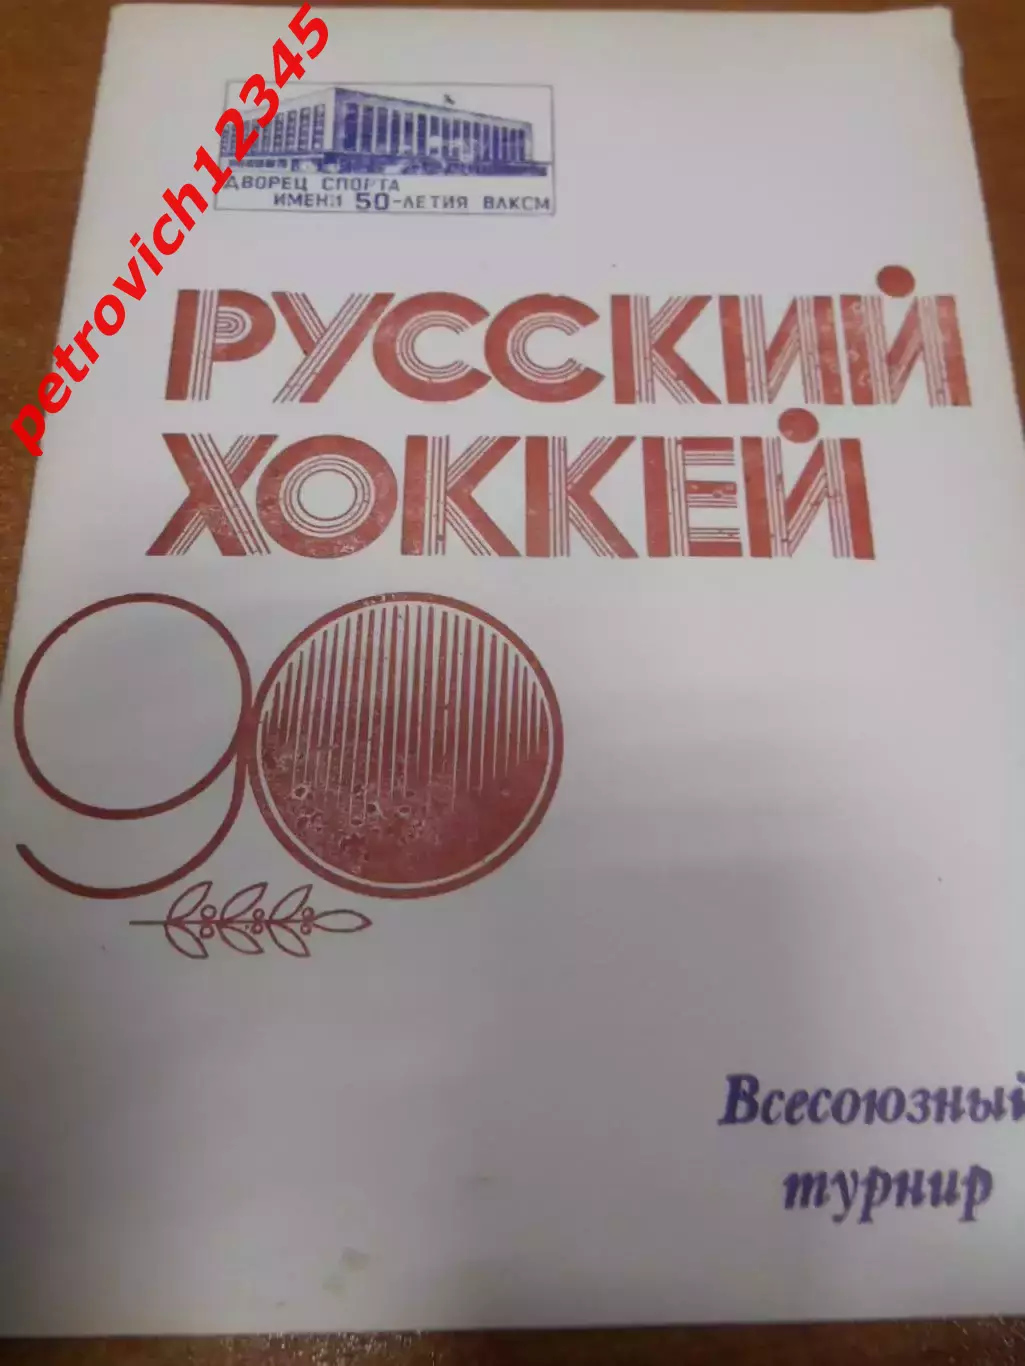 petrovich12345
ДВОРЕЦ СПОРТА
ИМЕНИ 50-ЛЕТИЯ ВЛКСМ
РУССКИЙ
ХОККЕЙ
90
Всесоюзный
турнир